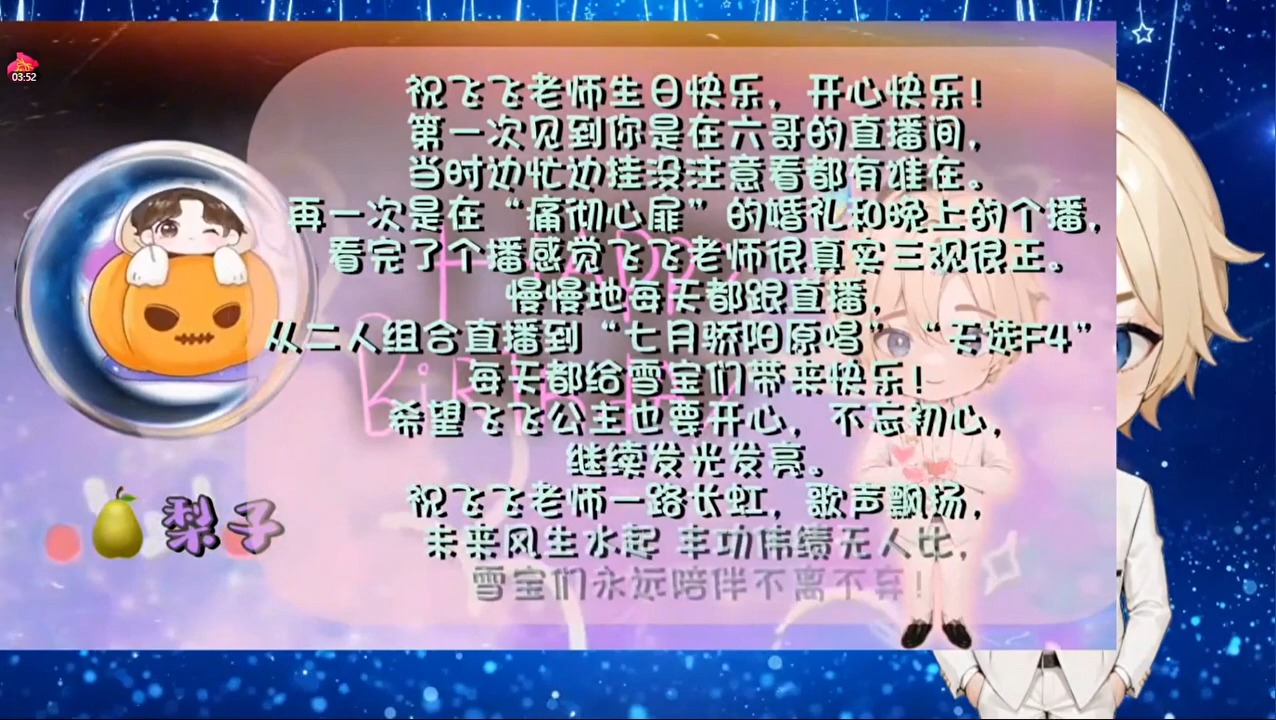 03:52
祝飞飞老师生日快乐，开心快乐！
第一次见到你是在六哥的直播间，
当时边忙边挂没注意看都有谁在。
再一次是在“痛彻心扉”的婚礼和晚上的个播，
看完了个播感觉飞飞老师很真实三观很正。
慢慢地每天都跟直播，
从二人组合直播到“七月骄阳原唱”“天选F4”
每天都给雪宝们带来快乐！
希望飞飞公主也要开心，不忘初心，
继续发光发亮。
祝飞飞老师一路长虹，歌声飘扬，
未来风生水起 丰功伟绩无人比，
雪宝们永远陪伴不离不弃！
梨子
HAPPY
BIRTHDAY